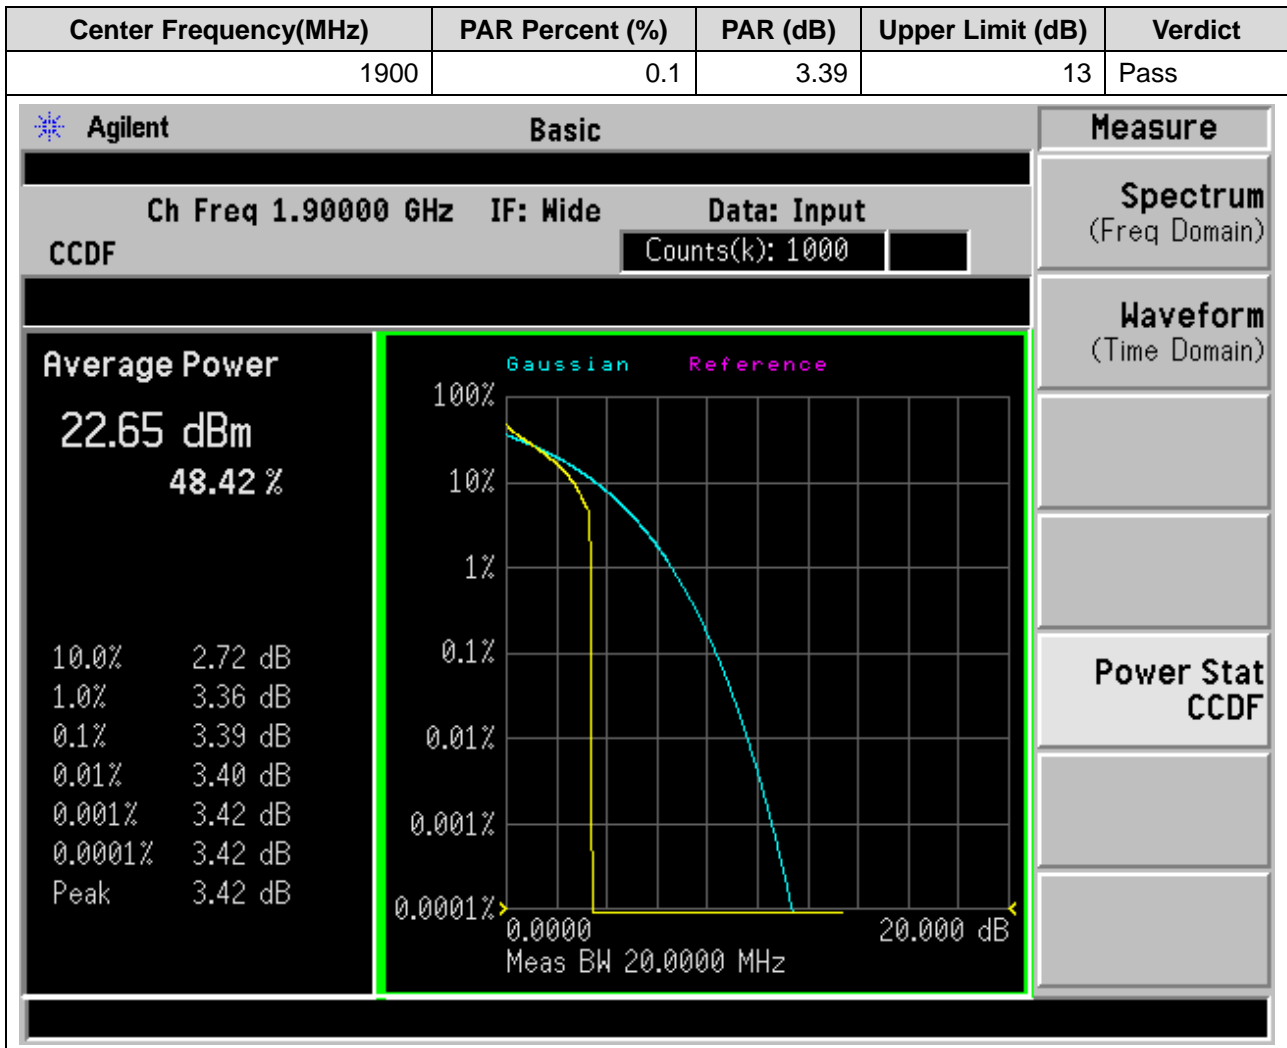 Center Frequency(MHz) PAR Percent (%) PAR (dB) Upper Limit (dB) Verdict
1900 0.1 3.39 13 Pass
Agilent Basic Measure
Ch Freq 1.90000 GHz IF: Wide Data: Input
CCDF Counts(k): 1000
Spectrum
(Freq Domain)
Waveform
(Time Domain)
Power Stat
CCDF
Average Power
22.65 dBm
48.42 %
10.0% 2.72 dB
1.0% 3.36 dB
0.1% 3.39 dB
0.01% 3.40 dB
0.001% 3.42 dB
0.0001% 3.42 dB
Peak 3.42 dB
Gaussian Reference
100%
10%
1%
0.1%
0.01%
0.001%
0.0001%
0.0000 20.000 dB
Meas BW 20.0000 MHz